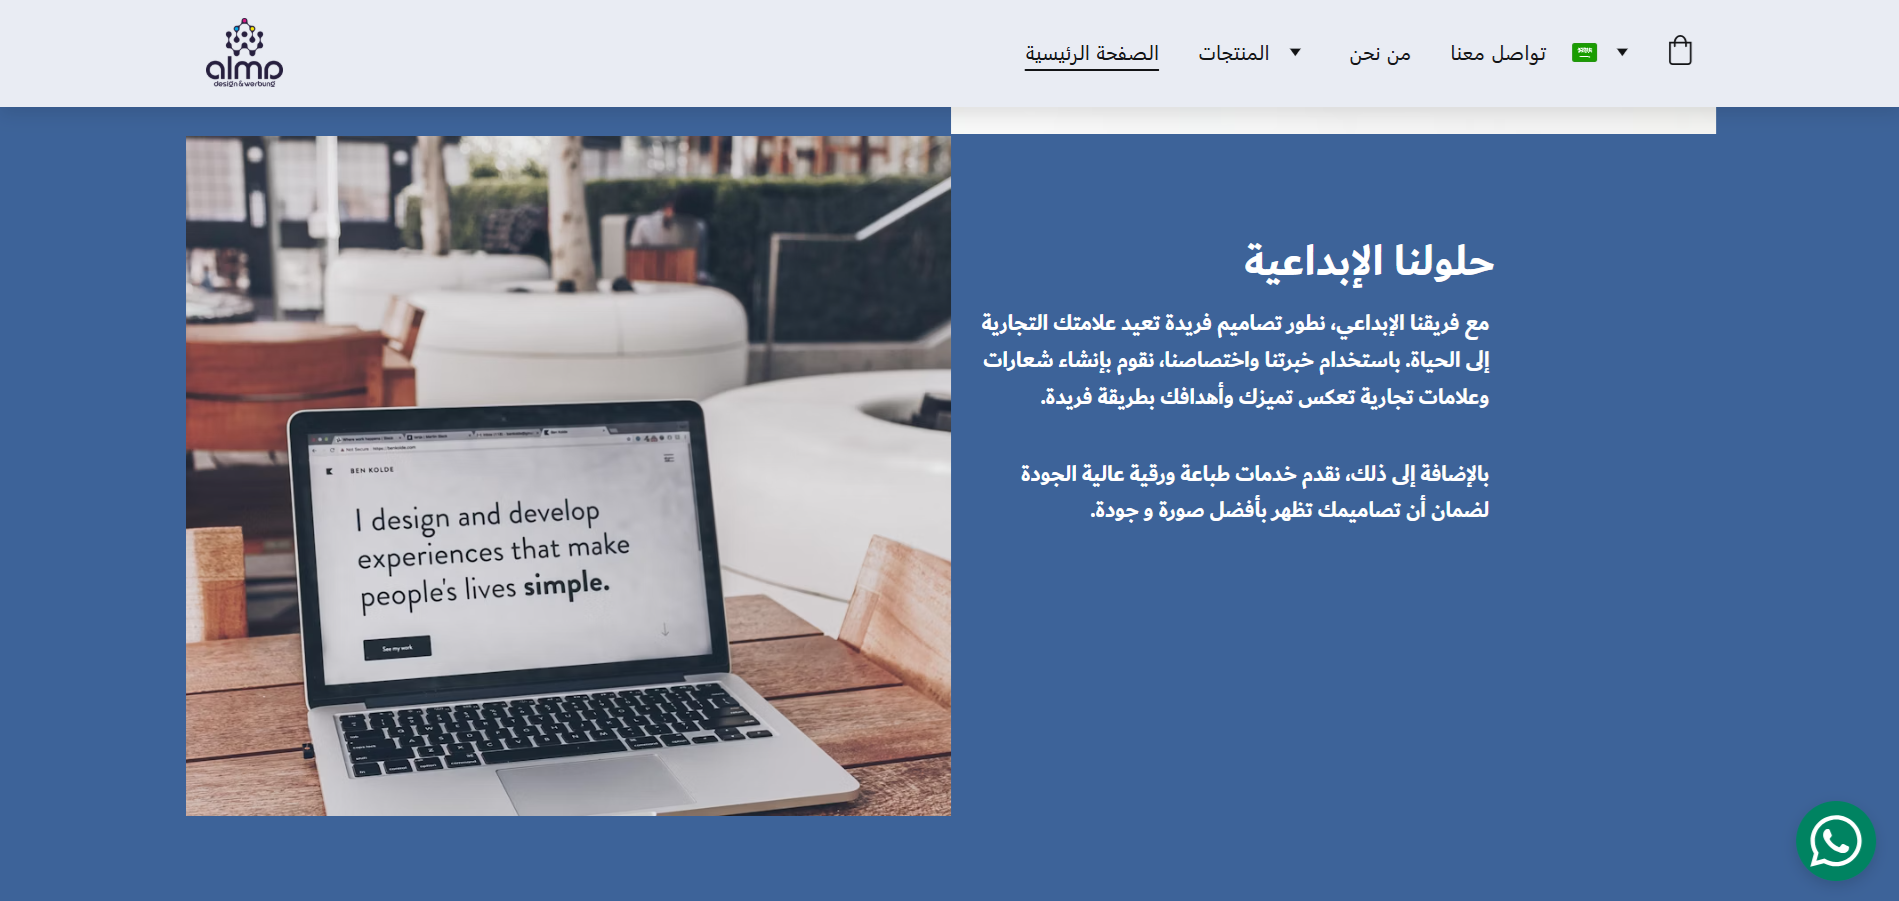 almp
design&werbung
الصفحة الرئيسية
المنتجات
من نحن
تواصل معنا
حلولنا الإبداعية
مع فريقنا الإبداعي، نطور تصاميم فريدة تعيد علامتك التجارية
إلى الحياة. باستخدام خبرتنا واختصاصنا، نقوم بإنشاء شعارات
وعلامات تجارية تعكس تميزك وأهدافك بطريقة فريدة.
بالإضافة إلى ذلك، نقدم خدمات طباعة ورقية عالية الجودة
لضمان أن تصاميمك تظهر بأفضل صورة و جودة.
BEN KOLDE
I design and develop
experiences that make
people's lives simple.
See my work